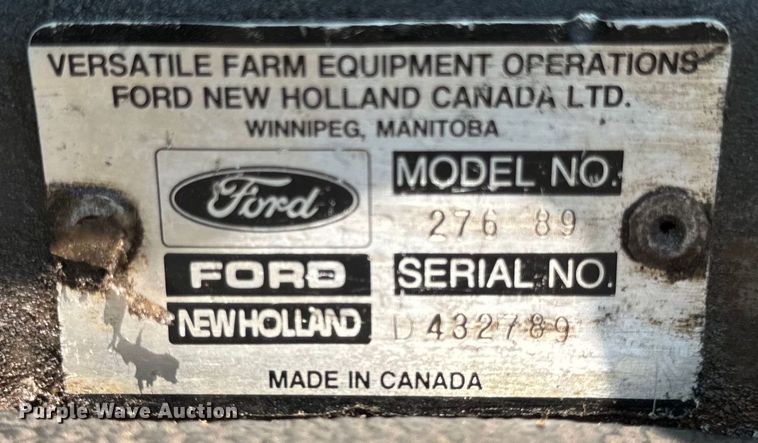 VERSATILE FARM EQUIPMENT OPERATIONS
FORD NEW HOLLAND CANADA LTD.
WINNIPEG, MANITOBA
Ford
MODEL NO.
276 89
FORD
NEW HOLLAND
SERIAL NO.
D432789
MADE IN CANADA
Purple Wave Auction